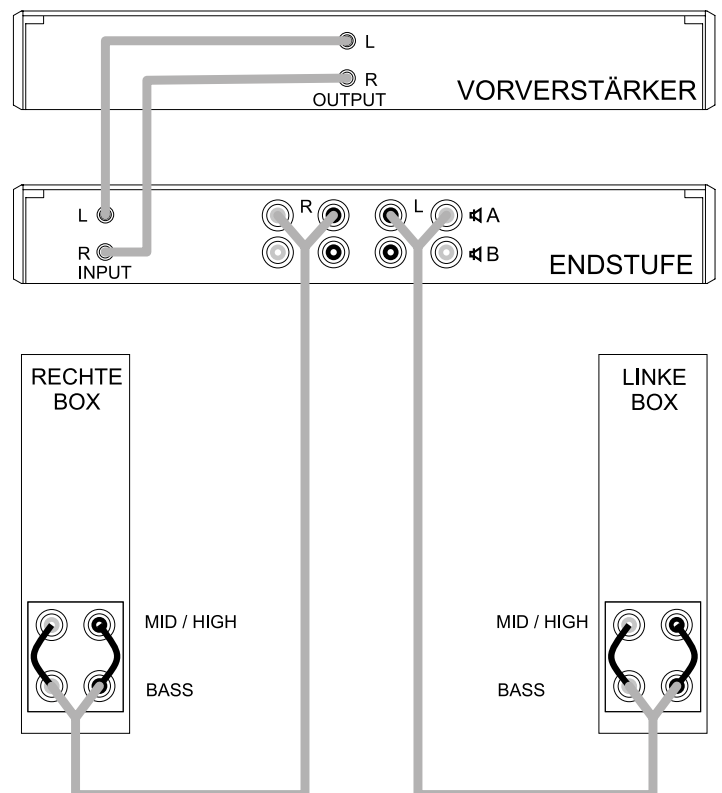 L
R
OUTPUT
VORVERSTÄRKER
L
R
L
A
R
B
INPUT
ENDSTUFE
RECHTE
BOX
LINKE
BOX
MID / HIGH
MID / HIGH
BASS
BASS